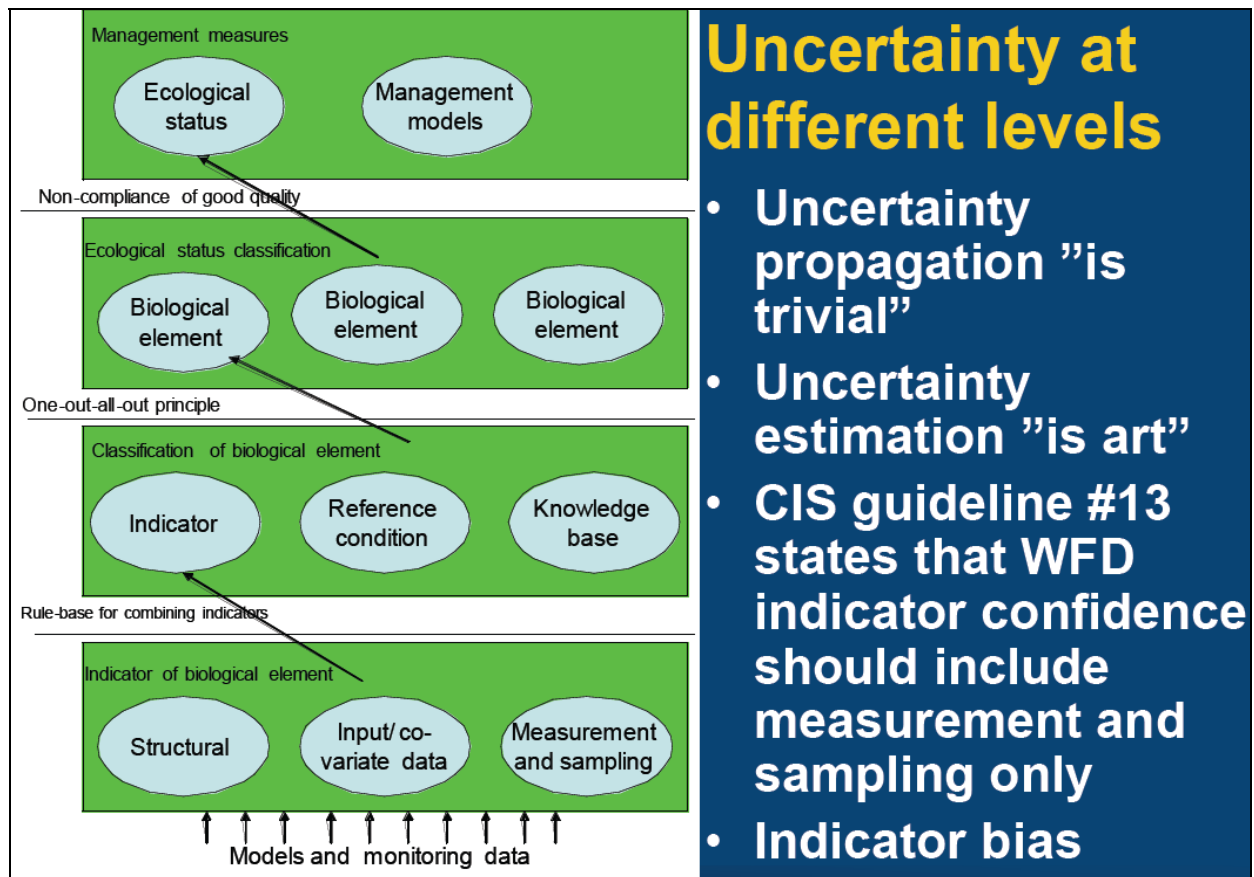 Management measures
Ecological
status
Management
models
Non-compliance of good quality
Ecological status classification
Biological
element
Biological
element
Biological
element
One-out-all-out principle
Classification of biological element
Indicator
Reference
condition
Knowledge
base
Rule-base for combining indicators
Indicator of biological element
Structural
Input/ co-
variate data
Measurement
and sampling
Models and monitoring data
Uncertainty at
different levels
• Uncertainty
propagation ”is
trivial”
• Uncertainty
estimation ”is art”
• CIS guideline #13
states that WFD
indicator confidence
should include
measurement and
sampling only
• Indicator bias